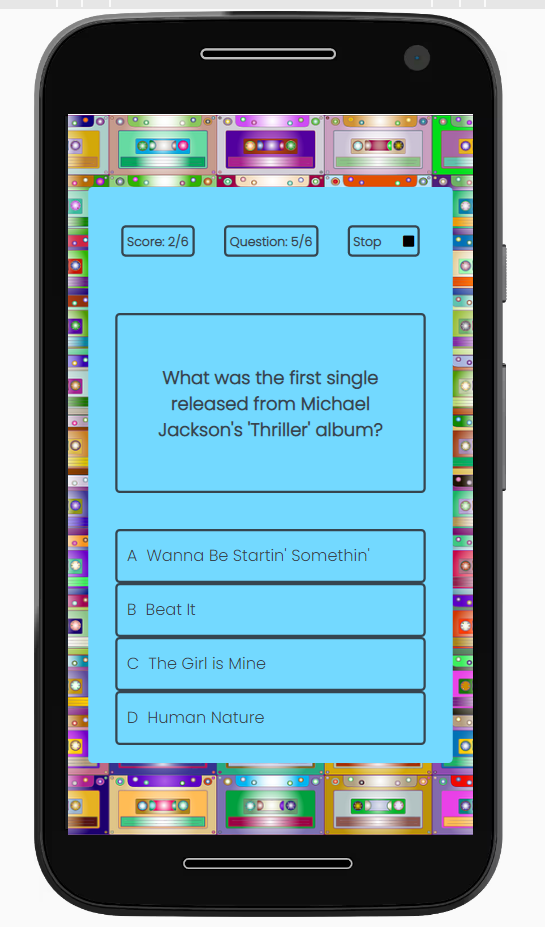 Score: 2/6 Question: 5/6 Stop
What was the first single
released from Michael
Jackson's 'Thriller' album?
A Wanna Be Startin' Somethin'
B Beat It
C The Girl is Mine
D Human Nature